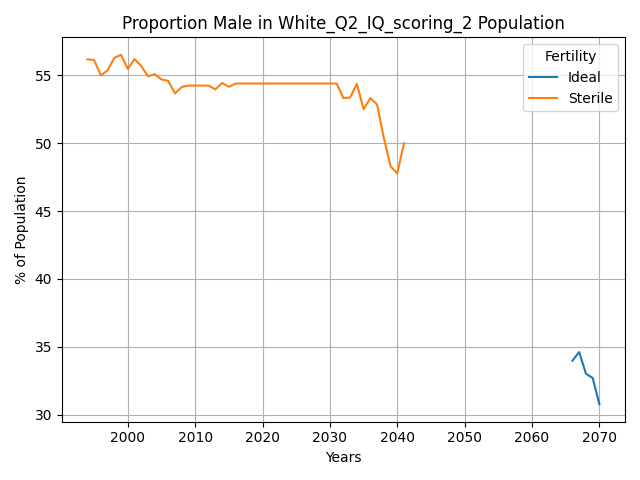 Proportion Male in White_Q2_IQ_scoring_2 Population
Fertility
Ideal
Sterile
% of Population
55
50
45
40
35
30
2000
2010
2020
2030
2040
2050
2060
2070
Years